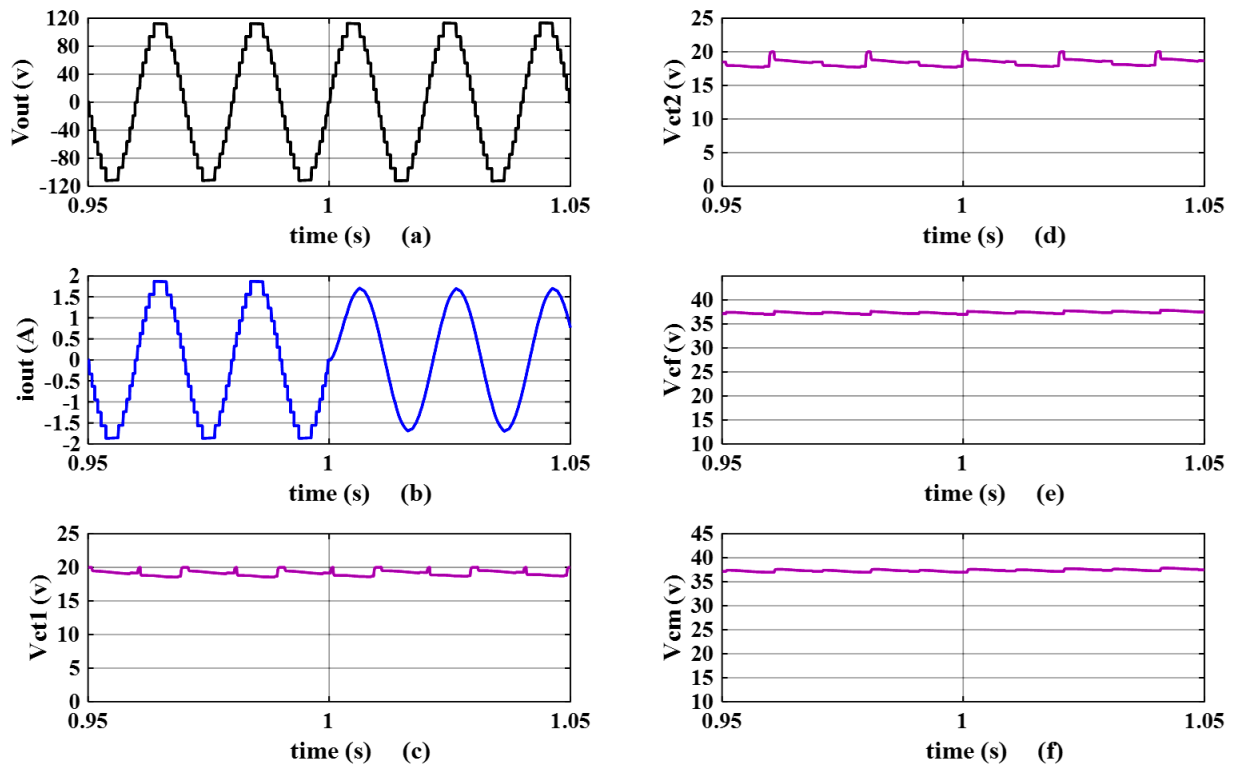 120
80
40
0
-40
-80
-120
Vout (v)
0.95 1 1.05
time (s) (a)
25
20
15
10
5
0
Vct2 (v)
0.95 1 1.05
time (s) (d)
2
1.5
1
0.5
0
-0.5
-1
-1.5
-2
iout (A)
0.95 1 1.05
time (s) (b)
40
35
30
25
20
15
10
Vcf (v)
0.95 1 1.05
time (s) (e)
25
20
15
10
5
0
Vct1 (v)
0.95 1 1.05
time (s) (c)
45
40
35
30
25
20
15
10
Vcm (v)
0.95 1 1.05
time (s) (f)